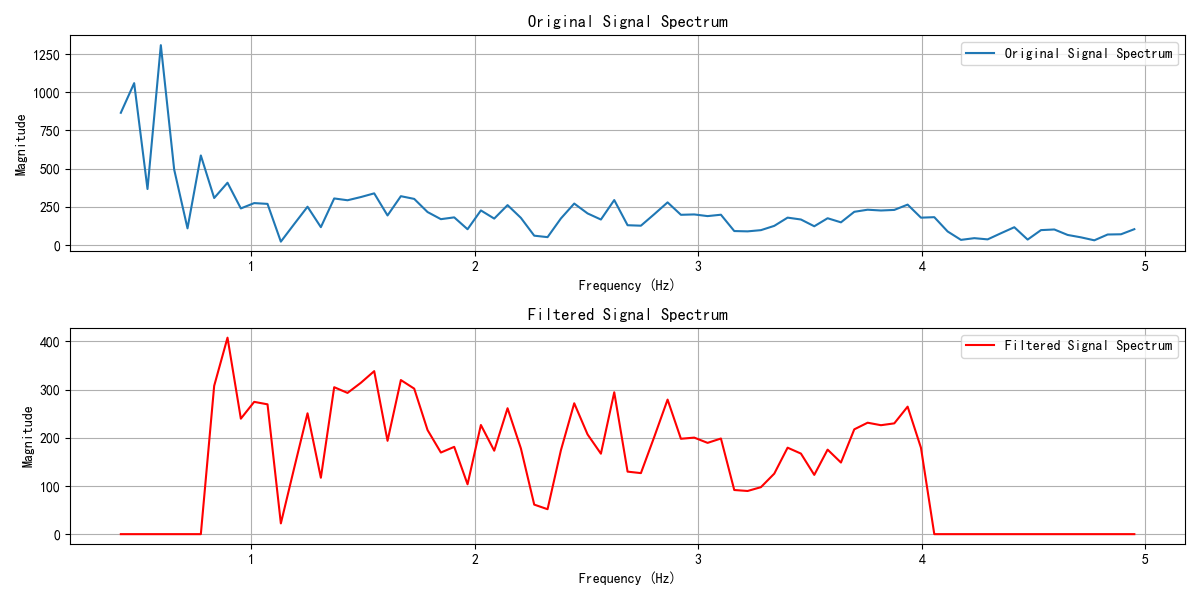 Original Signal Spectrum
Original Signal Spectrum
Magnitude
1250
1000
750
500
250
0
1 2 3 4 5
Frequency (Hz)
Filtered Signal Spectrum
Filtered Signal Spectrum
Magnitude
400
300
200
100
0
1 2 3 4 5
Frequency (Hz)